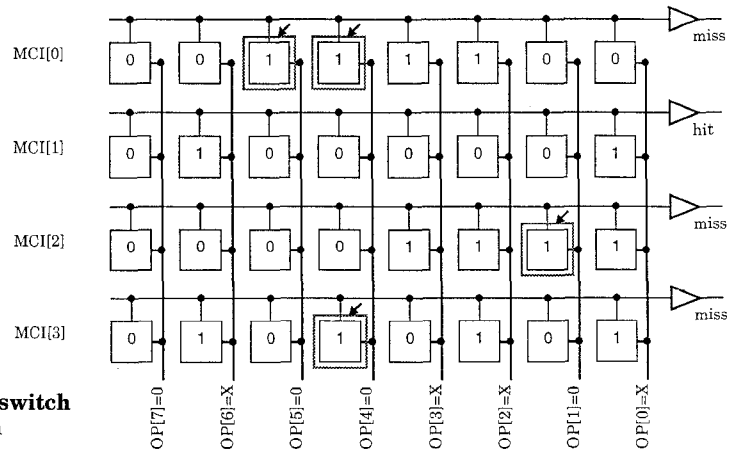 MCI[0] 0 0 1 1 1 1 0 0 miss
MCI[1] 0 1 0 0 0 0 0 1 hit
MCI[2] 0 0 0 0 1 1 1 1 miss
MCI[3] 0 1 0 1 0 1 0 1 miss
OP[7]=0 OP[6]=X OP[5]=0 OP[4]=0 OP[3]=X OP[2]=X OP[1]=0 OP[0]=X
switch